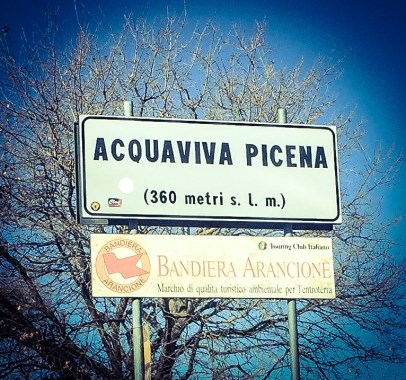 ACQUAVIVA PICENA
(360 metri s. l. m.)
Touring Club Italiano
BANDIERA
ARANCIONE
BANDIERA ARANCIONE
Marchio di qualità turistico ambientale per l'entroterra